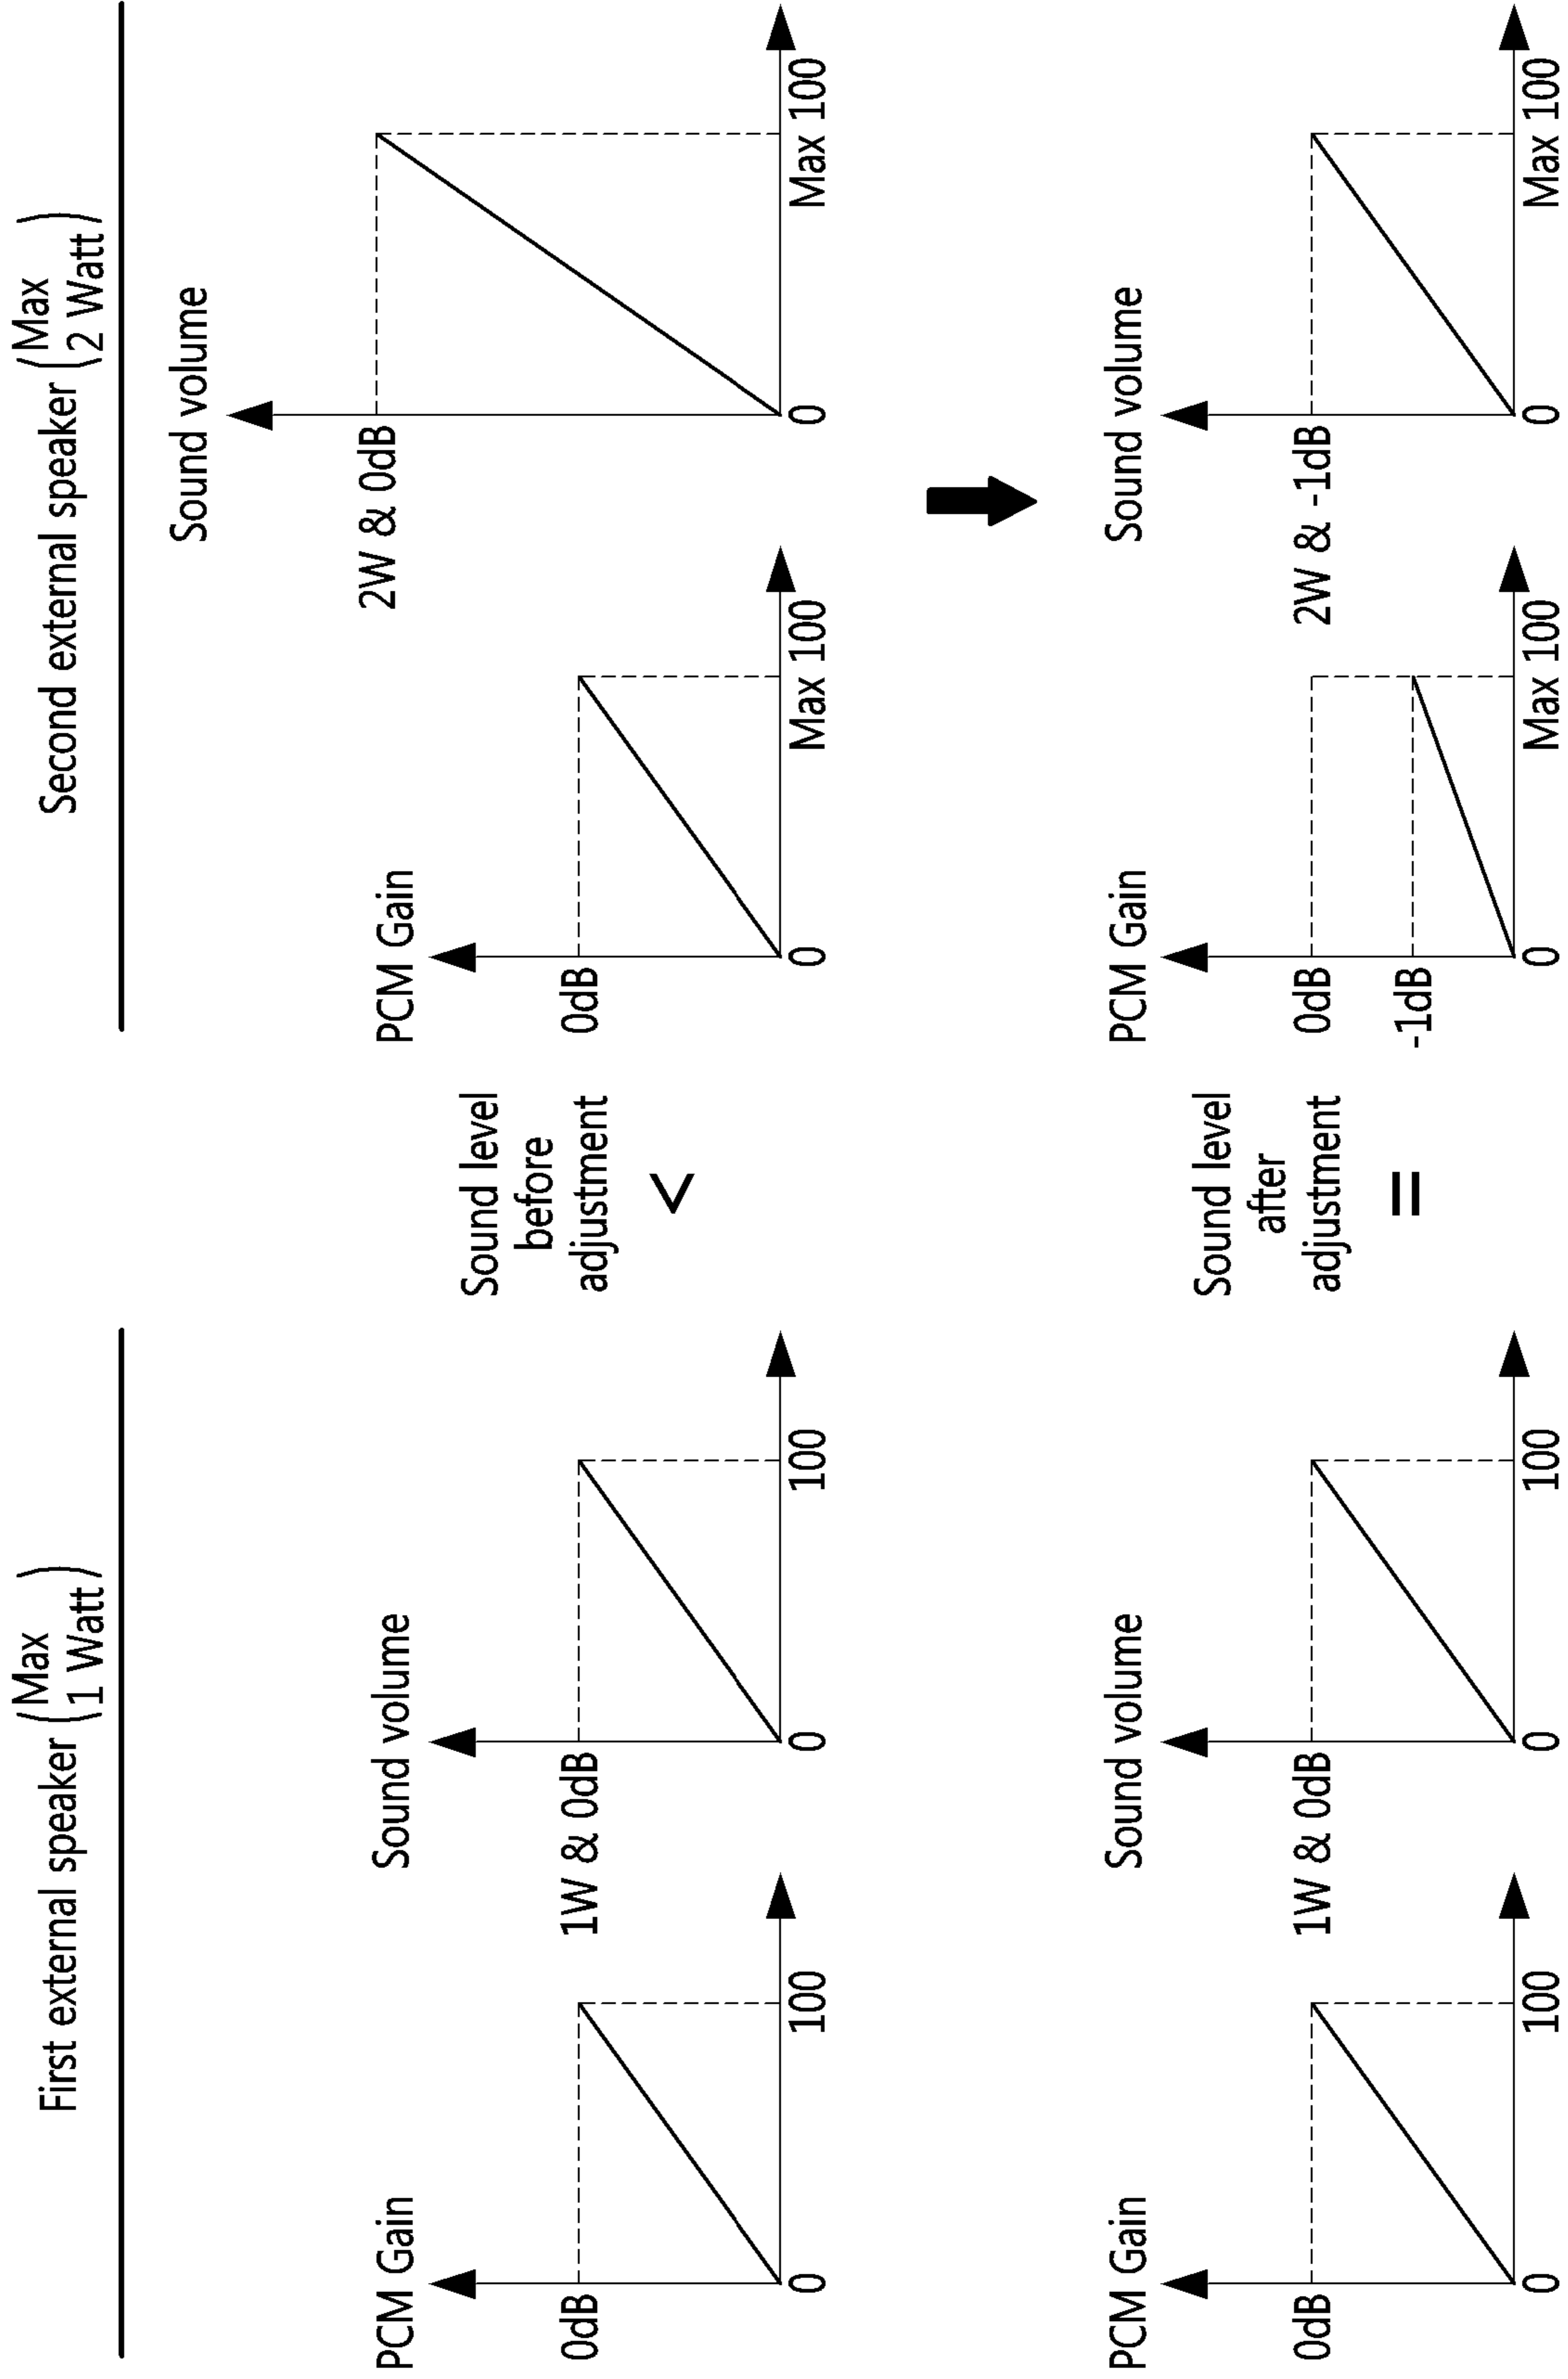 First external speaker (Max
1 Watt)
Second external speaker (Max
2 Watt)
PCM Gain
0dB
0
100
Sound volume
1W & 0dB
0
100
Sound level
before
adjustment
<
PCM Gain
0dB
0
Max 100
Sound volume
2W & 0dB
0
Max 100
PCM Gain
0dB
0
100
Sound volume
1W & 0dB
0
100
Sound level
after
adjustment
=
PCM Gain
0dB
-1dB
0
Max 100
Sound volume
2W & -1dB
0
Max 100